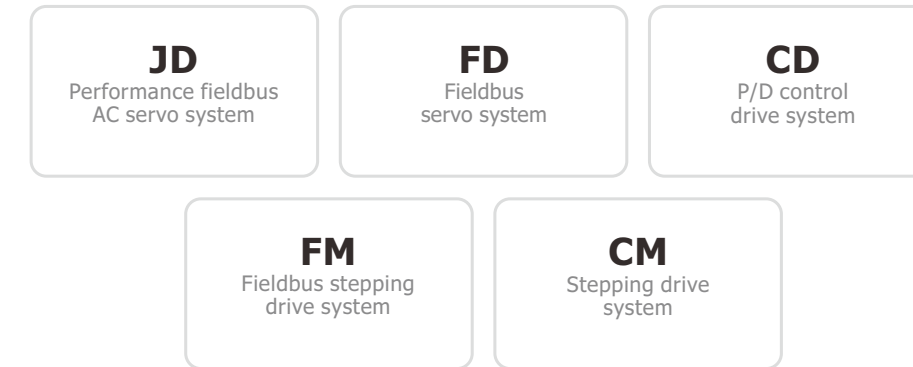 JD
Performance fieldbus
AC servo system
FD
Fieldbus
servo system
CD
P/D control
drive system
FM
Fieldbus stepping
drive system
CM
Stepping drive
system